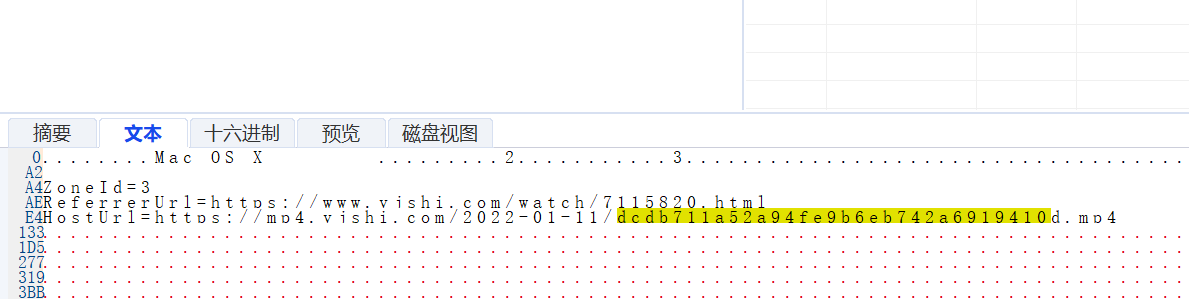 摘要 文本 十六进制 预览 磁盘视图
0........Mac OS X .........2...........3.....................................
A2
A4ZoneId=3
AEReferrerUrl=https://www.vjshi.com/watch/7115820.html
E4HostUrl=https://mp4.vjshi.com/2022-01-11/dcdb711a52a94fe9b6eb742a6919410d.mp4
133......................................................................
1D5......................................................................
277......................................................................
319......................................................................
3BB......................................................................